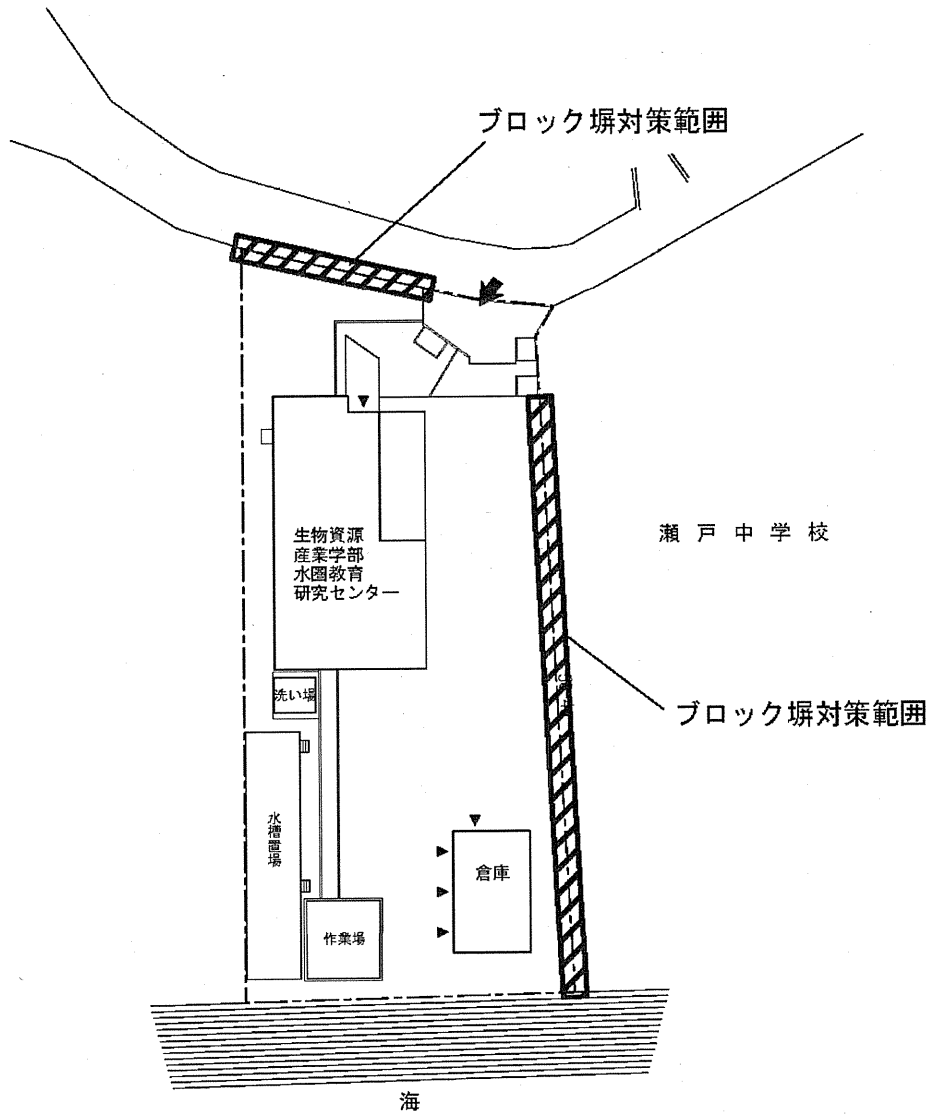 ブロック塀対策範囲
生物資源
産業学部
水圏教育
研究センター
瀬戸中学校
ブロック塀対策範囲
洗い場
水槽置場
倉庫
作業場
海